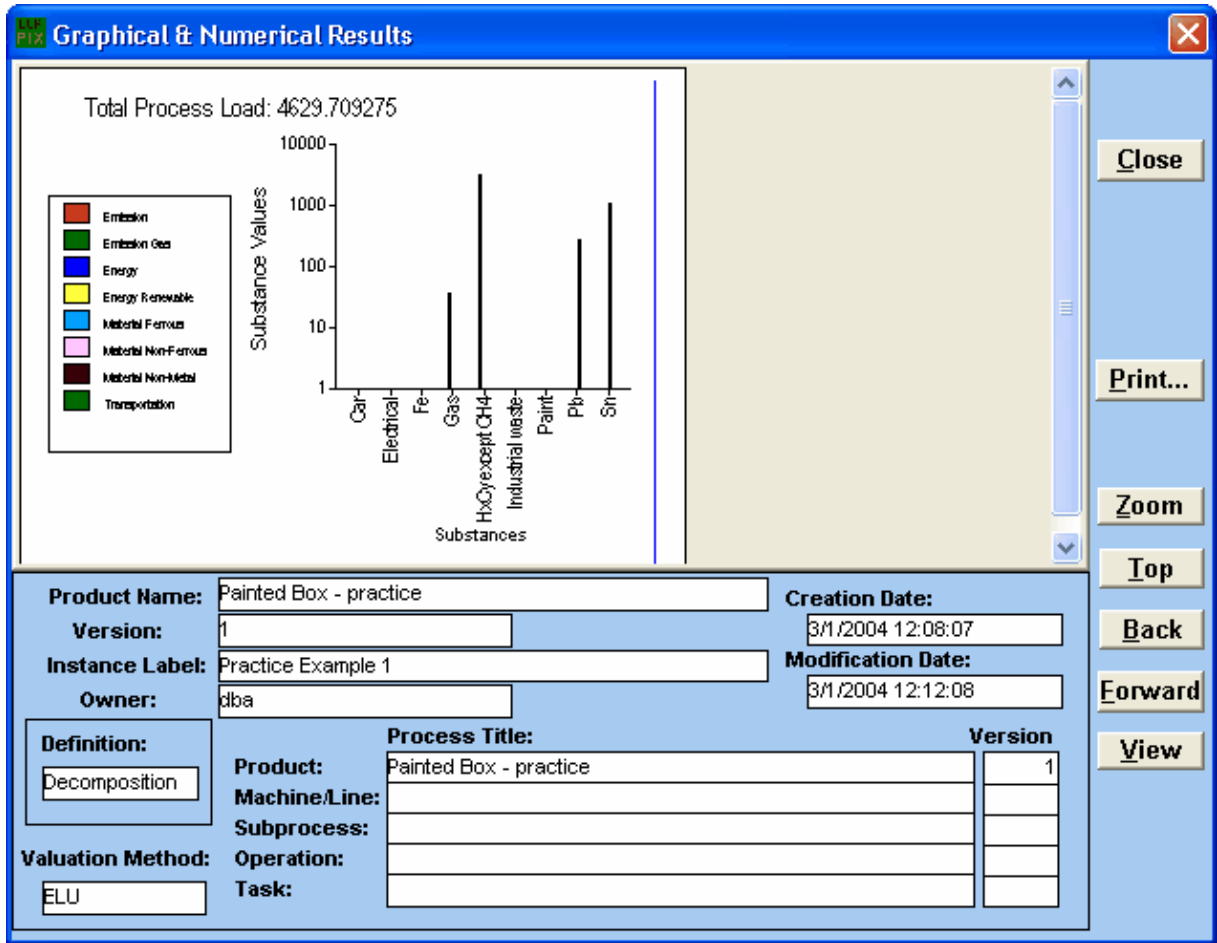 LCF
PIX
Graphical & Numerical Results
Total Process Load: 4629.709275
10000
1000
100
10
1
Substance Values
Emission
Emission Gas
Energy
Energy Renewable
Material Ferrous
Material Non-Ferrous
Material Non-Metal
Transportation
Car
Electrical
Fe
Gas
HxCy except CH4
Industrial waste
Paint
Pb
Sn
Substances
Close
Print...
Zoom
Top
Back
Forward
View
Product Name: Painted Box - practice
Version: 1
Instance Label: Practice Example 1
Owner: dba
Creation Date:
3/1/2004 12:08:07
Modification Date:
3/1/2004 12:12:08
Definition:
Decomposition
Valuation Method:
ELU
Process Title: Version
Product: Painted Box - practice 1
Machine/Line:
Subprocess:
Operation:
Task: